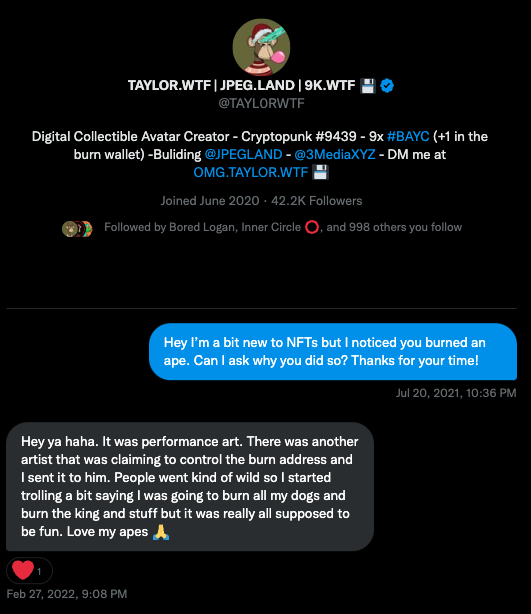 TAYLOR.WTF | JPEG.LAND | 9K.WTF 💾
@TAYL0RWTF
Digital Collectible Avatar Creator - Cryptopunk #9439 - 9x #BAYC (+1 in the
burn wallet) -Buliding @JPEGLAND - @3MediaXYZ - DM me at
OMG.TAYLOR.WTF 💾
Joined June 2020 · 42.2K Followers
Followed by Bored Logan, Inner Circle ⭕, and 998 others you follow
Hey I'm a bit new to NFTs but I noticed you burned an
ape. Can I ask why you did so? Thanks for your time!
Jul 20, 2021, 10:36 PM
Hey ya haha. It was performance art. There was another
artist that was claiming to control the burn address and
I sent it to him. People went kind of wild so I started
trolling a bit saying I was going to burn all my dogs and
burn the king and stuff but it was really all supposed to
be fun. Love my apes 🙏
❤️ 1
Feb 27, 2022, 9:08 PM